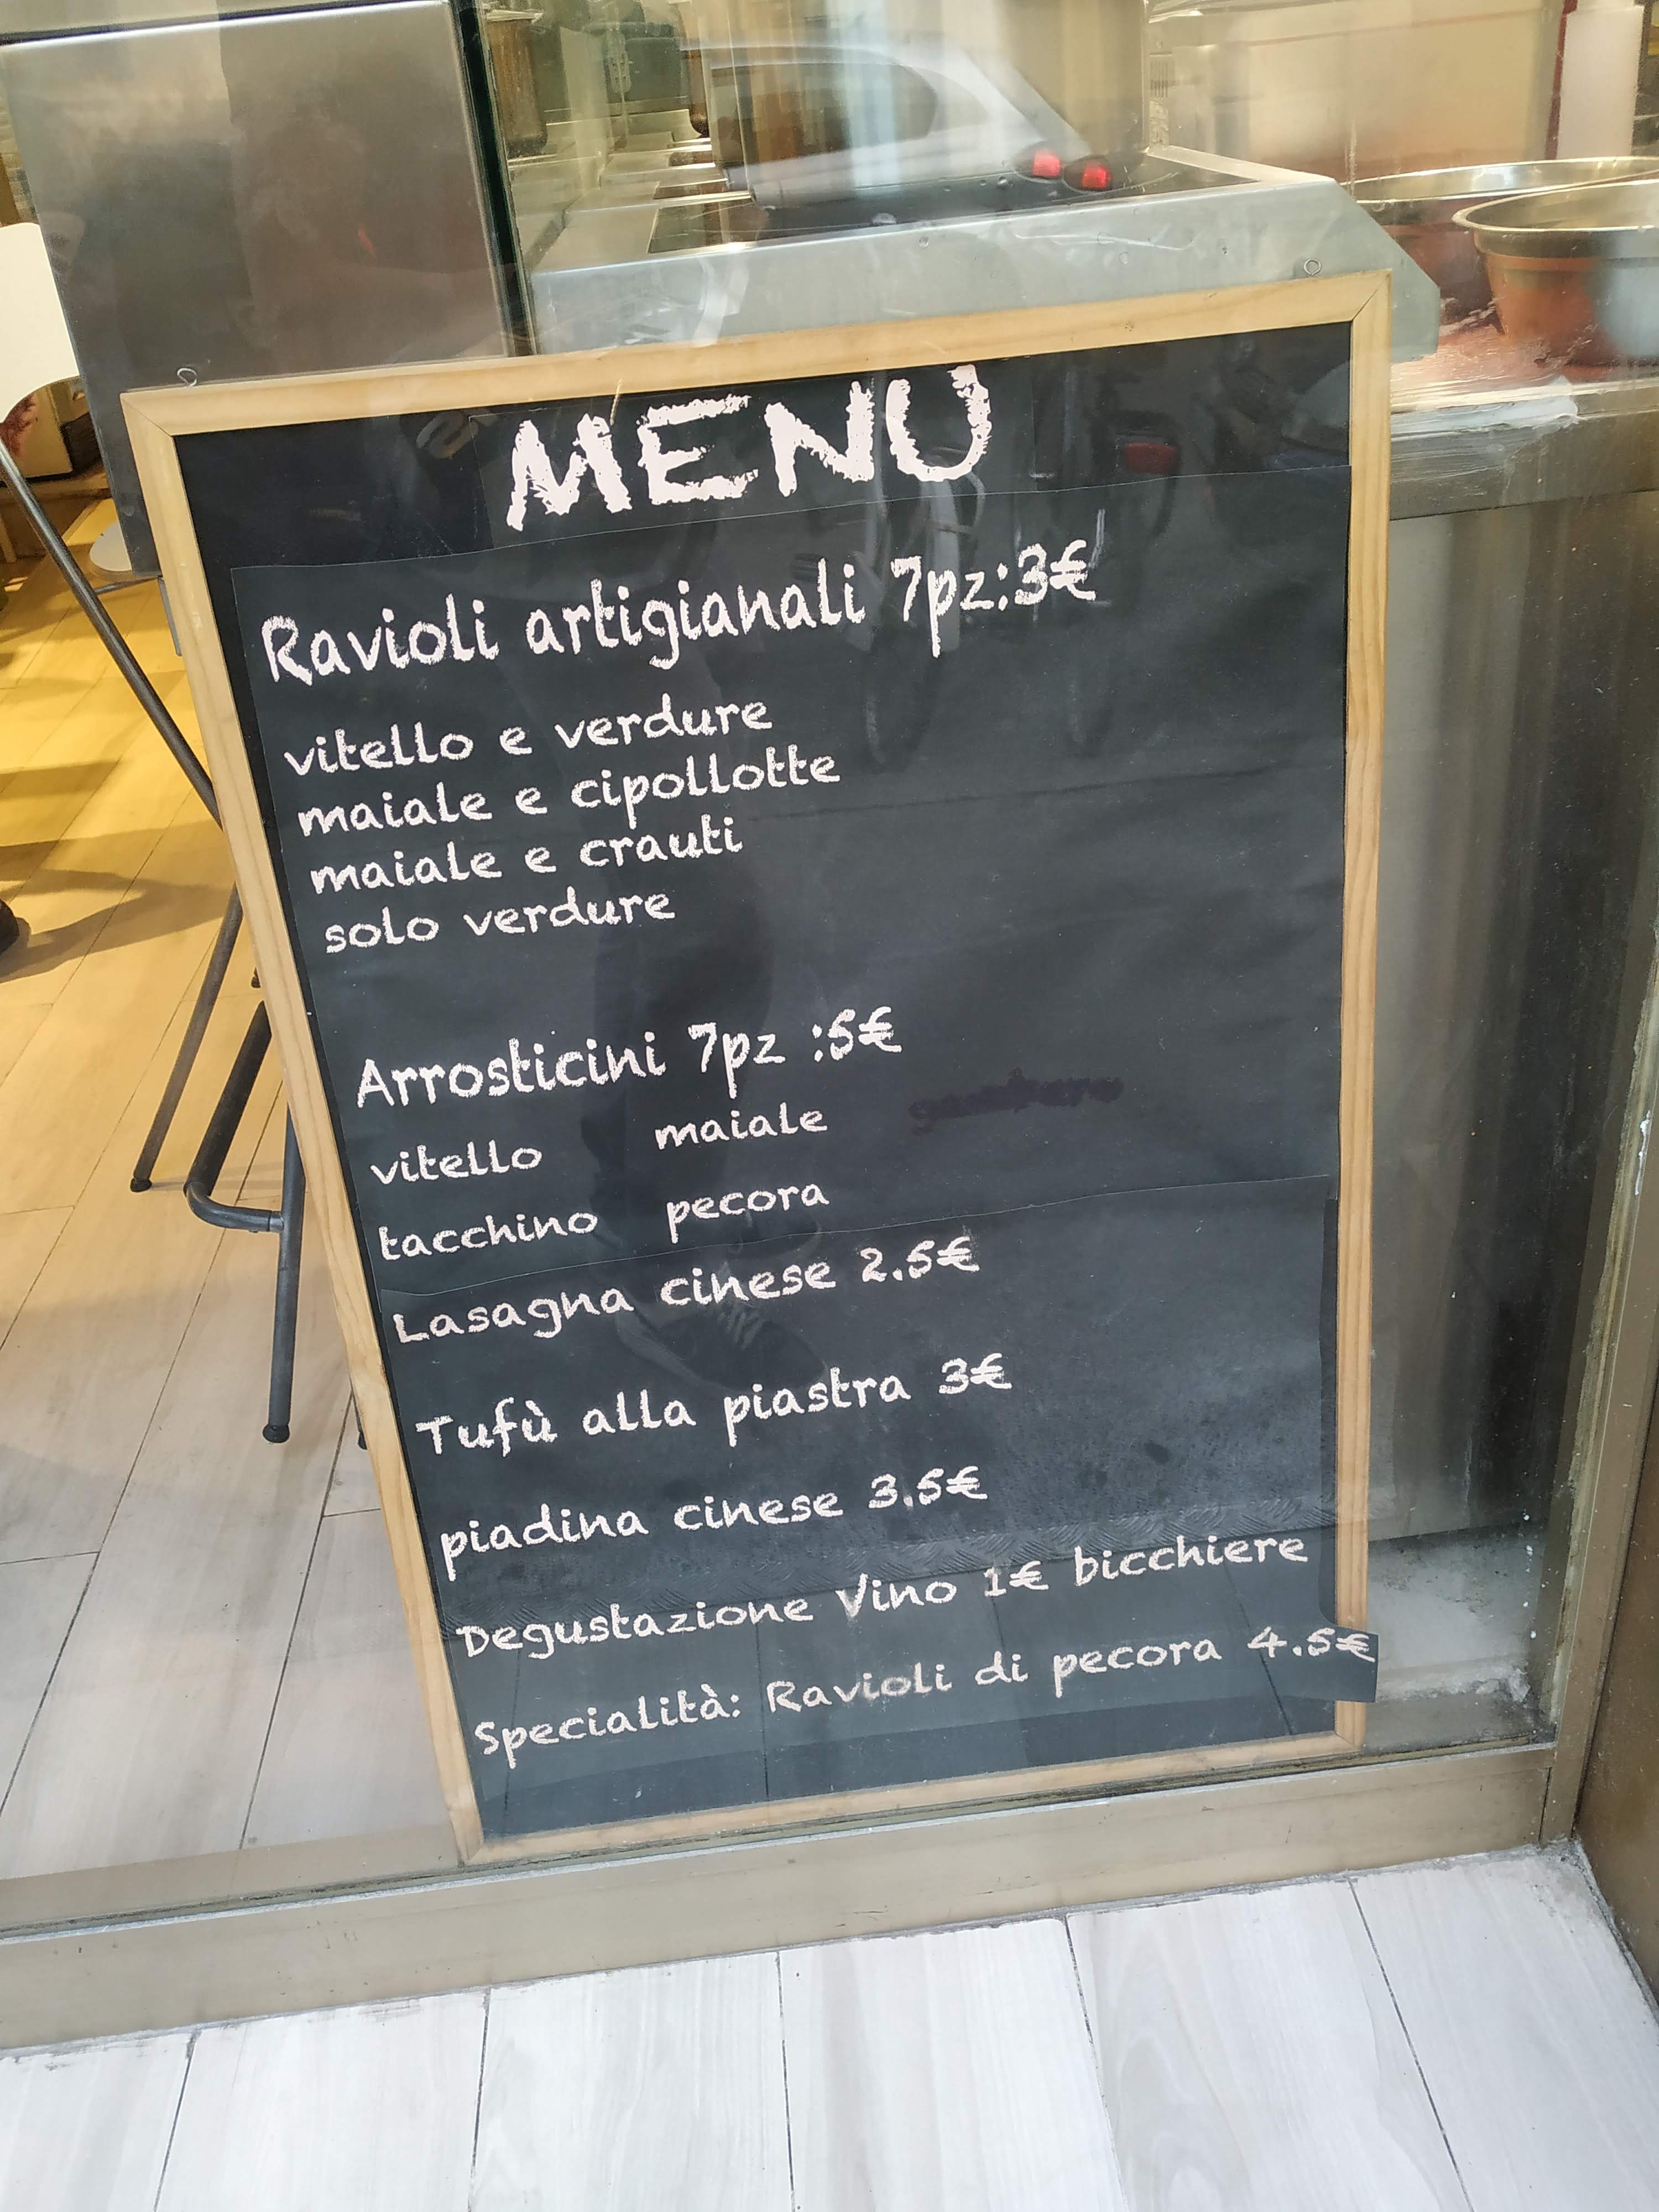 MENU
Ravioli artigianali 7pz:3€
vitello e verdure
maiale e cipollotte
maiale e crauti
solo verdure
Arrosticini 7pz :5€
vitello maiale
tacchino pecora
Lasagna cinese 2.5€
Tufù alla piastra 3€
piadina cinese 3.5€
Degustazione Vino 1€ bicchiere
Specialità: Ravioli di pecora 4.5€